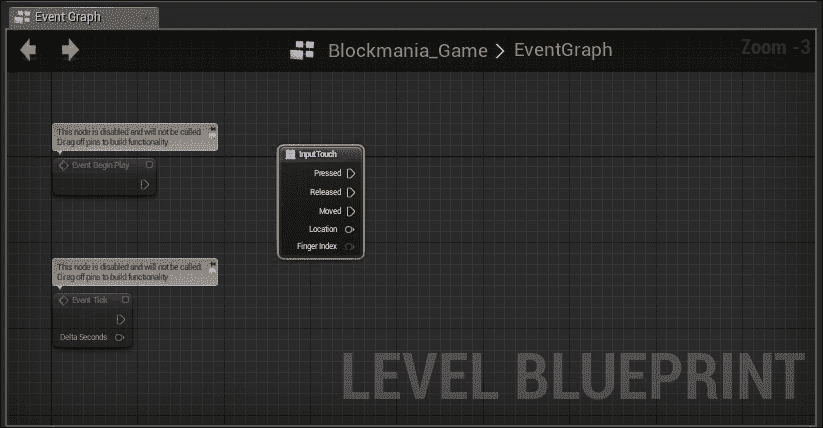 Event Graph
Blockmania_Game > EventGraph
Zoom -3
This node is disabled and will not be called.
Drag off pins to build functionality.
Event Begin Play
InputTouch
Pressed
Released
Moved
Location
Finger Index
This node is disabled and will not be called.
Drag off pins to build functionality.
Event Tick
Delta Seconds
LEVEL BLUEPRINT